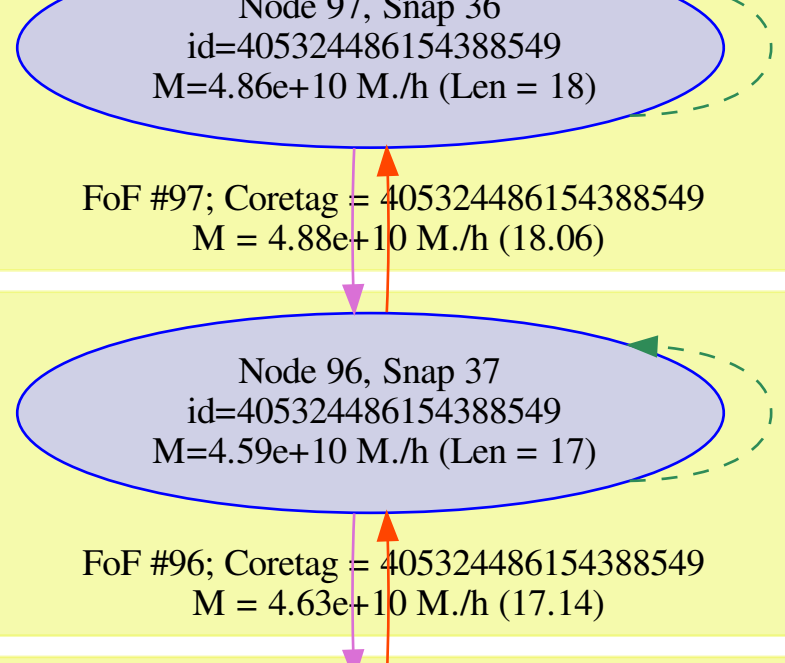 Node 97, Snap 36
id=405324486154388549
M=4.86e+10 M./h (Len = 18)
FoF #97; Coretag = 405324486154388549
M = 4.88e+10 M./h (18.06)
Node 96, Snap 37
id=405324486154388549
M=4.59e+10 M./h (Len = 17)
FoF #96; Coretag = 405324486154388549
M = 4.63e+10 M./h (17.14)